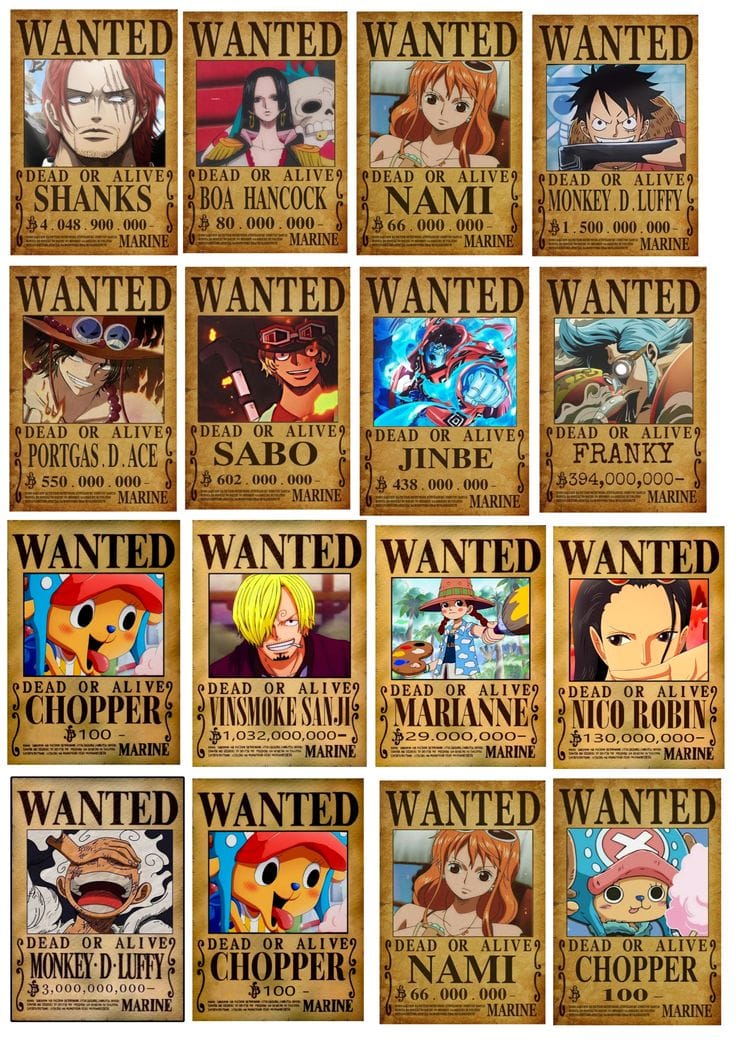 WANTED
DEAD OR ALIVE
SHANKS
฿4.048.900.000-
MARINE
WANTED
DEAD OR ALIVE
BOA HANCOCK
฿ 80.000.000-
MARINE
WANTED
DEAD OR ALIVE
NAMI
฿66.000.000-
MARINE
WANTED
DEAD OR ALIVE
MONKEY.D.LUFFY
฿1.500.000.000-
MARINE
WANTED
DEAD OR ALIVE
PORTGAS.D.ACE
฿ 550.000.000-
MARINE
WANTED
DEAD OR ALIVE
SABO
฿ 602.000.000-
MARINE
WANTED
DEAD OR ALIVE
JINBE
฿ 438.000.000-
MARINE
WANTED
DEAD OR ALIVE
FRANKY
฿394,000,000-
MARINE
WANTED
DEAD OR ALIVE
CHOPPER
฿100-
MARINE
WANTED
DEAD OR ALIVE
VINSMOKE SANJI
฿1,032,000,000-
MARINE
WANTED
DEAD OR ALIVE
MARIANNE
฿29.000,000-
MARINE
WANTED
DEAD OR ALIVE
NICO ROBIN
฿130,000,000-
MARINE
WANTED
DEAD OR ALIVE
MONKEY·D·LUFFY
฿3,000,000,000-
MARINE
WANTED
DEAD OR ALIVE
CHOPPER
฿100-
MARINE
WANTED
DEAD OR ALIVE
NAMI
฿66.000.000-
MARINE
WANTED
DEAD OR ALIVE
CHOPPER
100-
MARINE